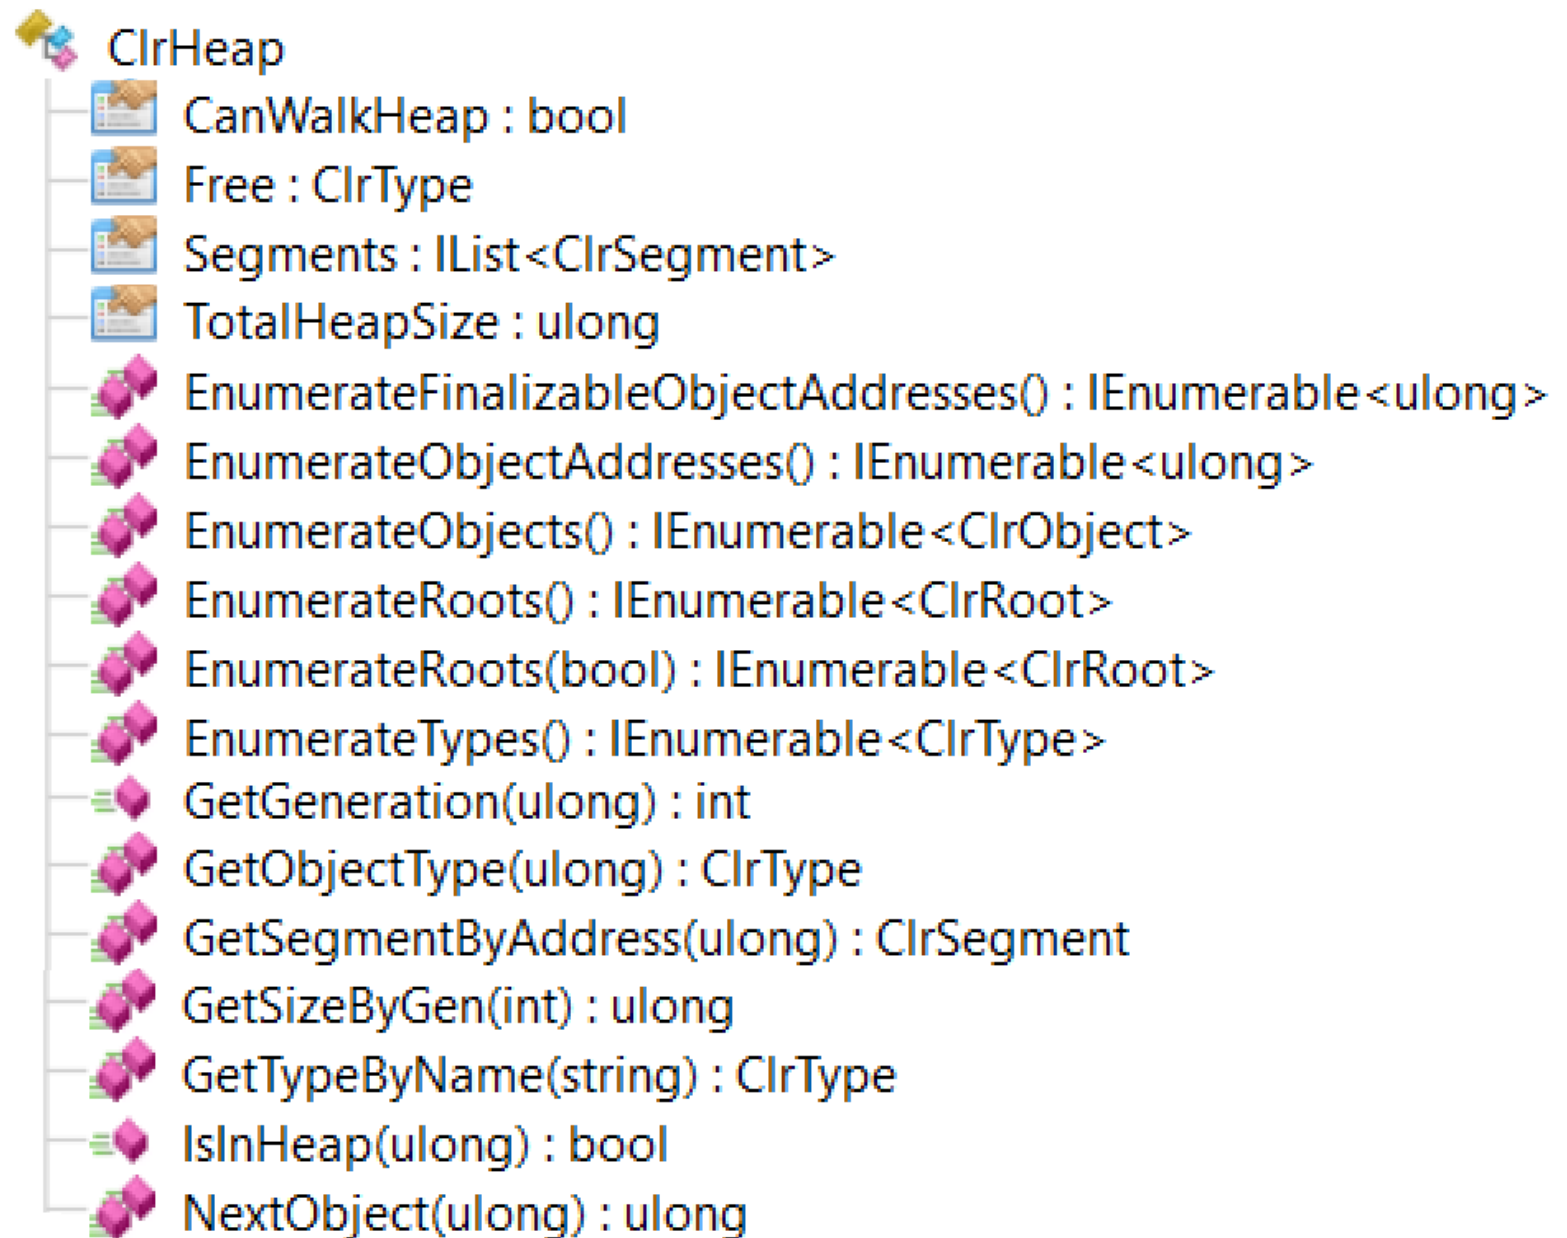 ClrHeap
CanWalkHeap : bool
Free : ClrType
Segments : IList<ClrSegment>
TotalHeapSize : ulong
EnumerateFinalizableObjectAddresses() : IEnumerable<ulong>
EnumerateObjectAddresses() : IEnumerable<ulong>
EnumerateObjects() : IEnumerable<ClrObject>
EnumerateRoots() : IEnumerable<ClrRoot>
EnumerateRoots(bool) : IEnumerable<ClrRoot>
EnumerateTypes() : IEnumerable<ClrType>
GetGeneration(ulong) : int
GetObjectType(ulong) : ClrType
GetSegmentByAddress(ulong) : ClrSegment
GetSizeByGen(int) : ulong
GetTypeByName(string) : ClrType
IsInHeap(ulong) : bool
NextObject(ulong) : ulong